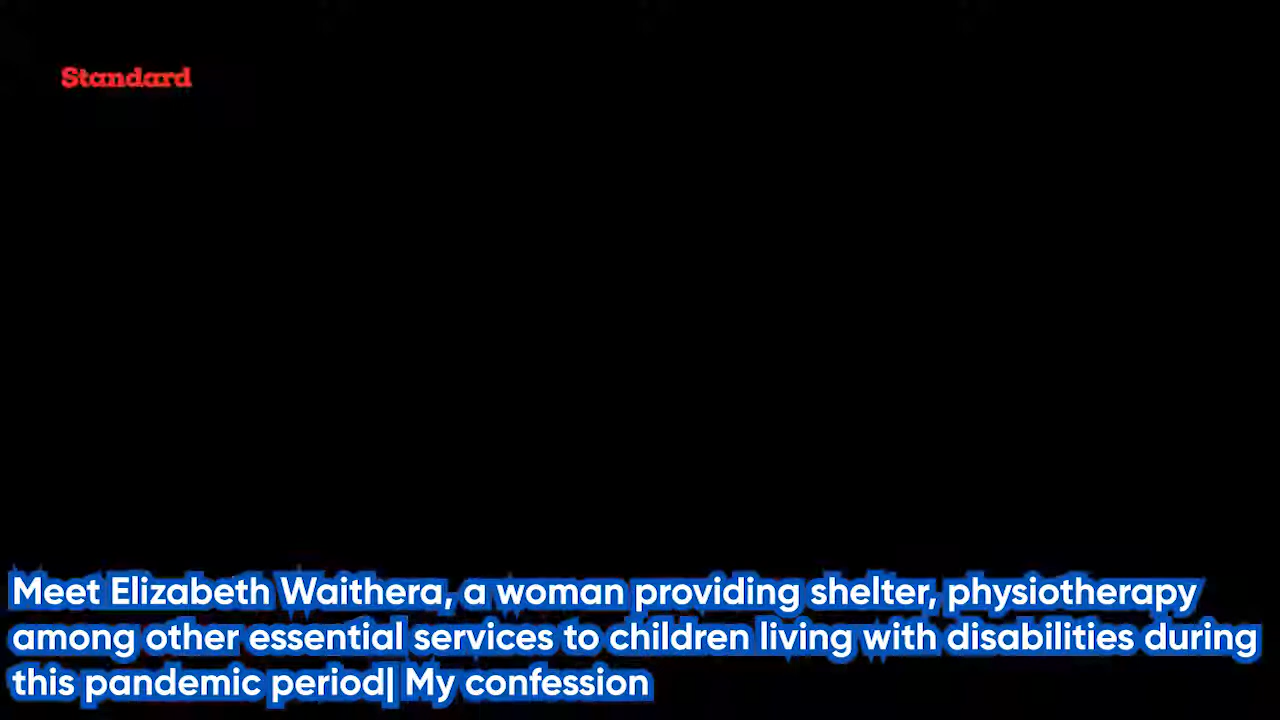 Standard
Meet Elizabeth Waithera, a woman providing shelter, physiotherapy
among other essential services to children living with disabilities during
this pandemic period| My confession